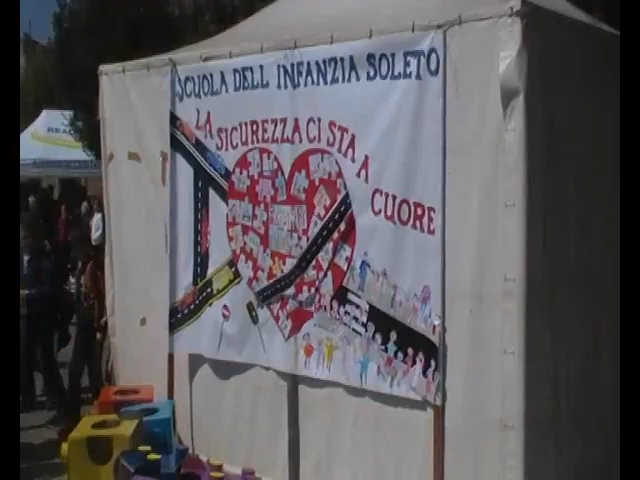 SCUOLA DELL INFANZIA SOLETO
LA SICUREZZA CI STA A
CUORE